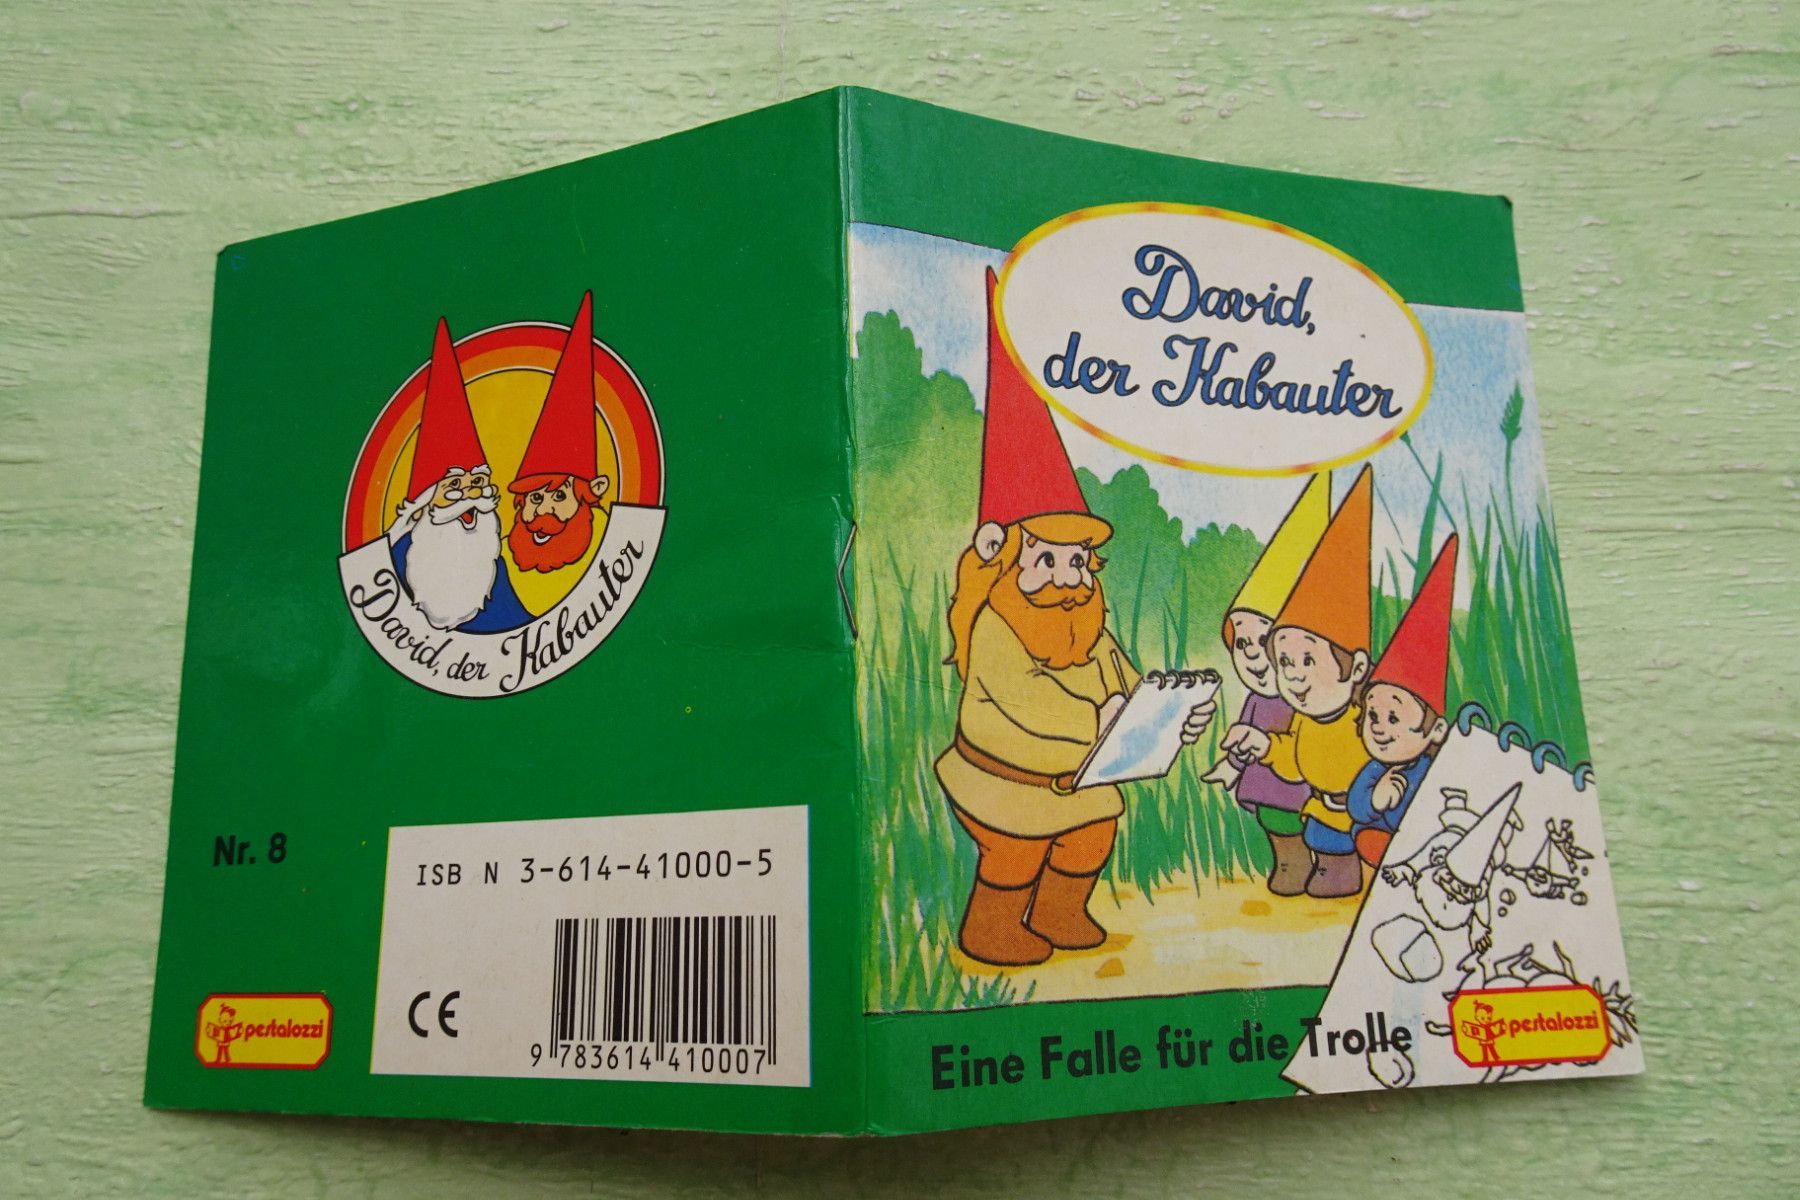 David, der Kabauter
Nr. 8
ISB N 3-614-41000-5
CE
9 783614 410007
pestalozzi
David,
der Kabauter
Eine Falle für die Trolle
pestalozzi